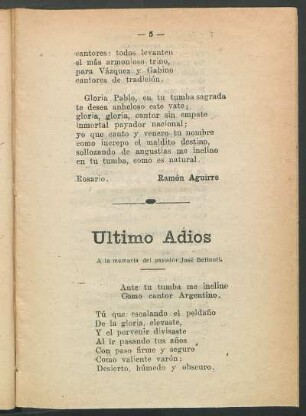 — 5 —
cantores: todos levanten
el más armonioso trino,
para Vázquez y Gabino
cantores de tradición.
Gloria Pablo, en tu tumba sagrada
te desea anheloso este vate;
gloria, gloria, cantor sin empate
inmortal payador nacional;
yo que canto y venero tu nombre
como increpo el maldito destino,
sollozando de angustias me inclino
en tu tumba, como es natural.
Rosario. Ramón Aguirre
Ultimo Adios
A la memoria del payador José Bettinoti.
Ante tu tumba me incline
Gamo cantor Argentino.
Tú que escalando el peldaño
De la gloria, elevaste,
Y el porvenir divisaste
Al ir pasando tus años
Con paso firme y seguro
Como valiente varón:
Desierto, húmedo y obscuro.